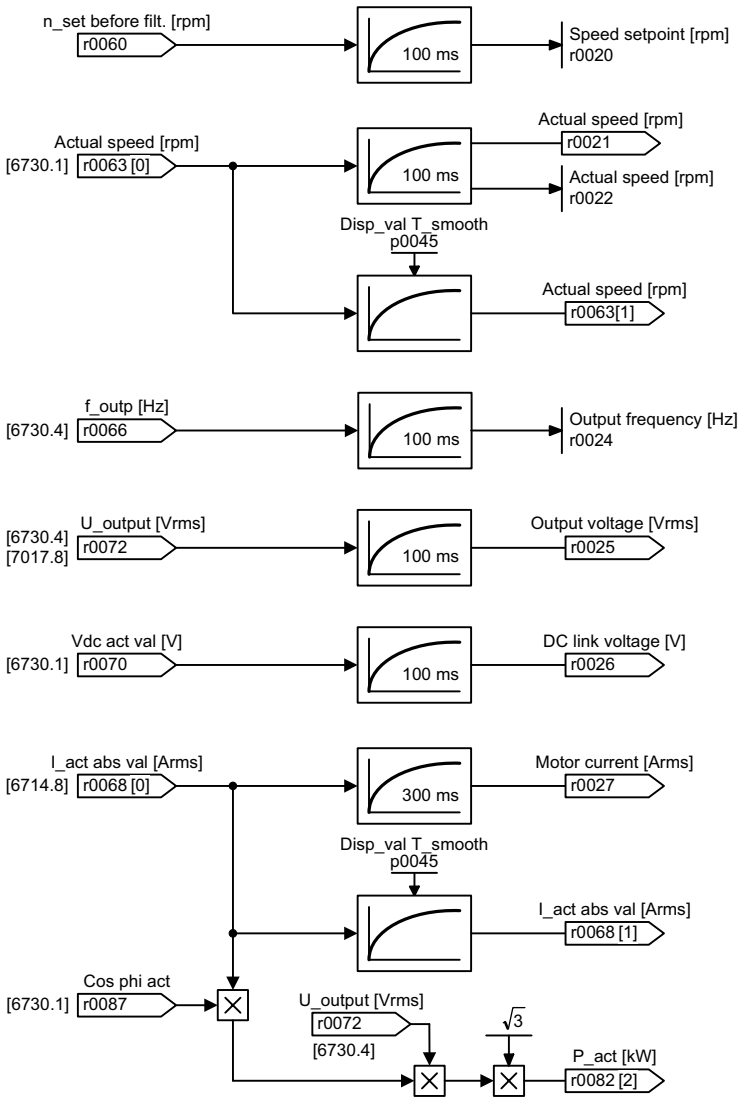 n_set before filt. [rpm]
r0060
100 ms
Speed setpoint [rpm]
r0020
Actual speed [rpm]
[6730.1]
r0063 [0]
100 ms
Actual speed [rpm]
r0021
Actual speed [rpm]
r0022
Disp_val T_smooth
p0045
Actual speed [rpm]
r0063[1]
f_outp [Hz]
[6730.4]
r0066
100 ms
Output frequency [Hz]
r0024
U_output [Vrms]
[6730.4]
[7017.8]
r0072
100 ms
Output voltage [Vrms]
r0025
Vdc act val [V]
[6730.1]
r0070
100 ms
DC link voltage [V]
r0026
I_act abs val [Arms]
[6714.8]
r0068 [0]
300 ms
Motor current [Arms]
r0027
Disp_val T_smooth
p0045
I_act abs val [Arms]
r0068 [1]
Cos phi act
[6730.1]
r0087
U_output [Vrms]
r0072
[6730.4]
√3
P_act [kW]
r0082 [2]